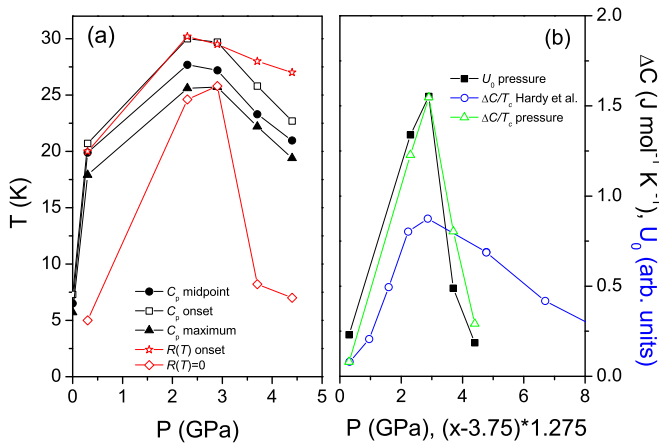 (a)
T (K)
30
25
20
15
10
5
0
C_p midpoint
C_p onset
C_p maximum
R(T) onset
R(T)=0
0 1 2 3 4 5
P (GPa)
(b)
U_0 pressure
ΔC/T_c Hardy et al.
ΔC/T_c pressure
2.0
1.5
1.0
0.5
0.0
ΔC (J mol^-1 K^-1), U_0 (arb. units)
0 2 4 6 8
P (GPa), (x-3.75)*1.275